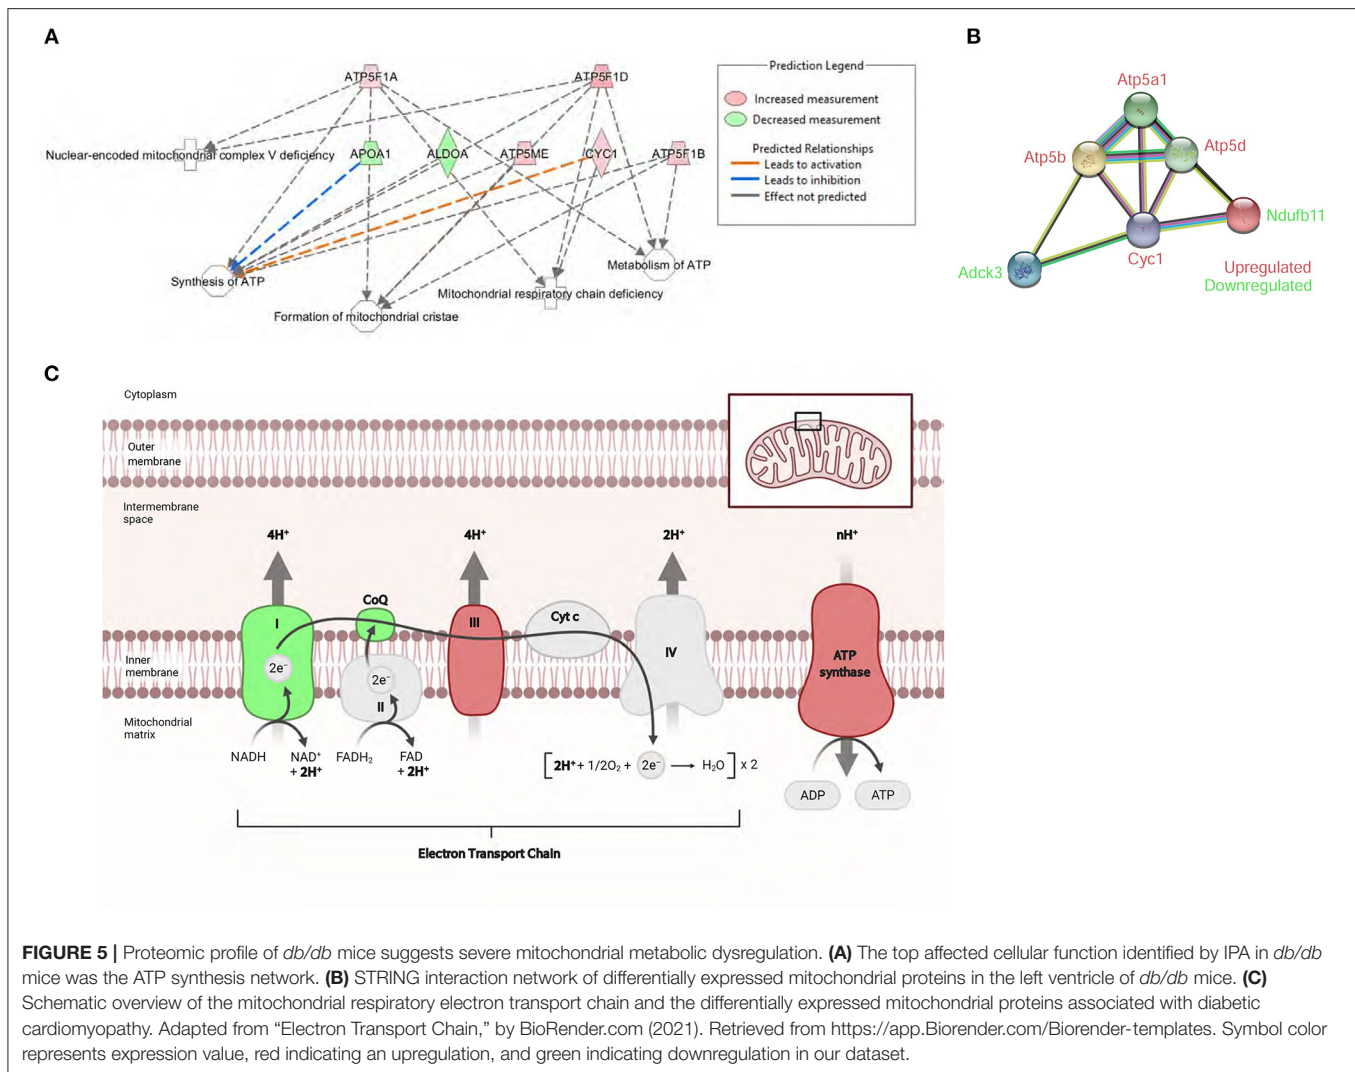 A
ATP5F1A
ATP5F1D
Nuclear-encoded mitochondrial complex V deficiency
APOA1
ALDOA
ATP5ME
CYC1
ATP5F1B
Synthesis of ATP
Metabolism of ATP
Mitochondrial respiratory chain deficiency
Formation of mitochondrial cristae
Prediction Legend
Increased measurement
Decreased measurement
Predicted Relationships
Leads to activation
Leads to inhibition
Effect not predicted
B
Atp5a1
Atp5b
Atp5d
Ndufb11
Cyc1
Adck3
Upregulated
Downregulated
C
Cytoplasm
Outer
membrane
Intermembrane
space
4H⁺
4H⁺
2H⁺
nH⁺
CoQ
I
III
Cyt c
IV
ATP
synthase
Inner
membrane
2e⁻
2e⁻
II
Mitochondrial
matrix
NADH
NAD⁺
+ 2H⁺
FADH₂
FAD
+ 2H⁺
[ 2H⁺ + 1/2O₂ + 2e⁻ → H₂O ] x 2
ADP
ATP
Electron Transport Chain
FIGURE 5 | Proteomic profile of db/db mice suggests severe mitochondrial metabolic dysregulation. (A) The top affected cellular function identified by IPA in db/db
mice was the ATP synthesis network. (B) STRING interaction network of differentially expressed mitochondrial proteins in the left ventricle of db/db mice. (C)
Schematic overview of the mitochondrial respiratory electron transport chain and the differentially expressed mitochondrial proteins associated with diabetic
cardiomyopathy. Adapted from “Electron Transport Chain,” by BioRender.com (2021). Retrieved from https://app.Biorender.com/Biorender-templates. Symbol color
represents expression value, red indicating an upregulation, and green indicating downregulation in our dataset.